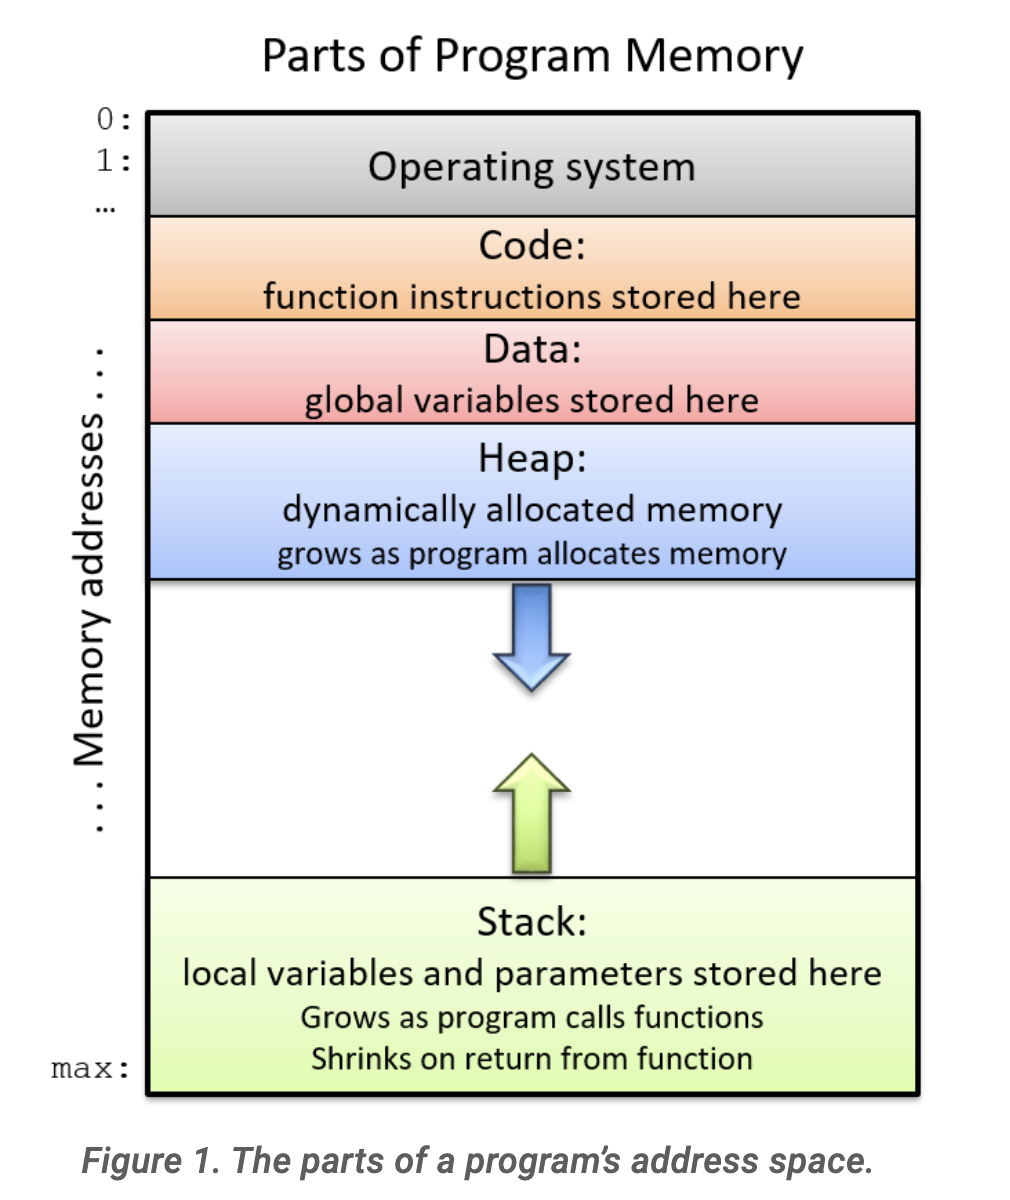 Parts of Program Memory
0:
1:
…
Operating system
Code:
function instructions stored here
Data:
global variables stored here
Heap:
dynamically allocated memory
grows as program allocates memory
. . . Memory addresses . . .
Stack:
local variables and parameters stored here
Grows as program calls functions
Shrinks on return from function
max:
Figure 1. The parts of a program’s address space.